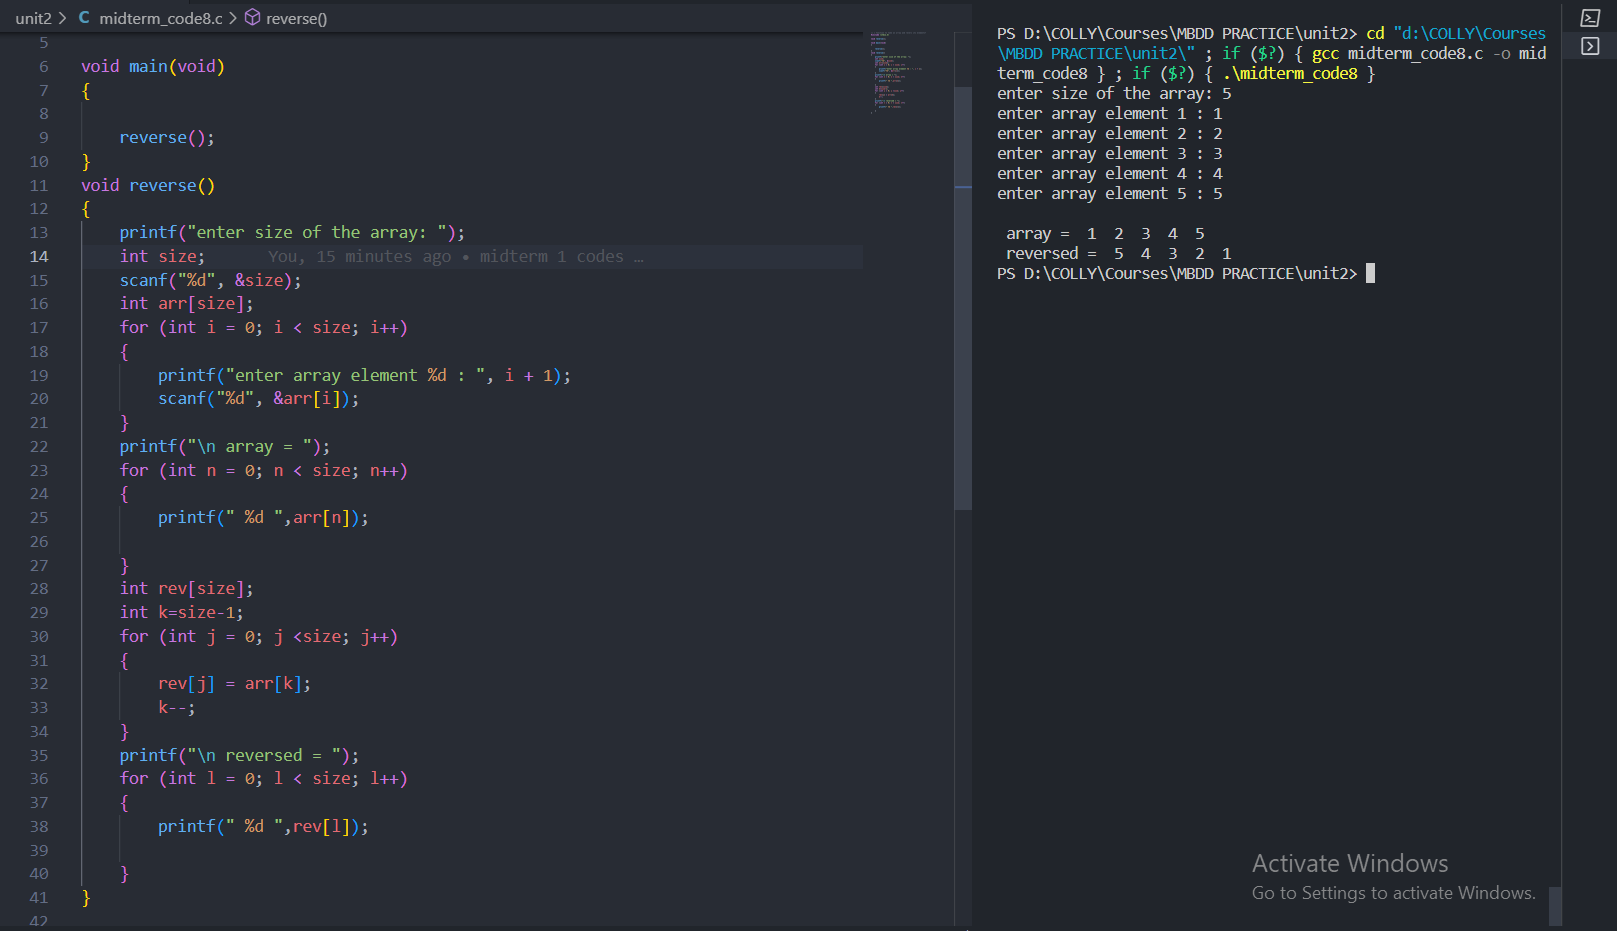 unit2 > C midterm_code8.c > reverse()
5
6 void main(void)
7 {
8
9     reverse();
10 }
11 void reverse()
12 {
13     printf("enter size of the array: ");
14     int size;     You, 15 minutes ago • midterm 1 codes …
15     scanf("%d", &size);
16     int arr[size];
17     for (int i = 0; i < size; i++)
18     {
19         printf("enter array element %d : ", i + 1);
20         scanf("%d", &arr[i]);
21     }
22     printf("\n array = ");
23     for (int n = 0; n < size; n++)
24     {
25         printf(" %d ",arr[n]);
26
27     }
28     int rev[size];
29     int k=size-1;
30     for (int j = 0; j <size; j++)
31     {
32         rev[j] = arr[k];
33         k--;
34     }
35     printf("\n reversed = ");
36     for (int l = 0; l < size; l++)
37     {
38         printf(" %d ",rev[l]);
39
40     }
41 }
42
PS D:\COLLY\Courses\MBDD PRACTICE\unit2> cd "d:\COLLY\Courses
\MBDD PRACTICE\unit2\" ; if ($?) { gcc midterm_code8.c -o mid
term_code8 } ; if ($?) { .\midterm_code8 }
enter size of the array: 5
enter array element 1 : 1
enter array element 2 : 2
enter array element 3 : 3
enter array element 4 : 4
enter array element 5 : 5

 array =  1  2  3  4  5
 reversed =  5  4  3  2  1
PS D:\COLLY\Courses\MBDD PRACTICE\unit2>
Activate Windows
Go to Settings to activate Windows.